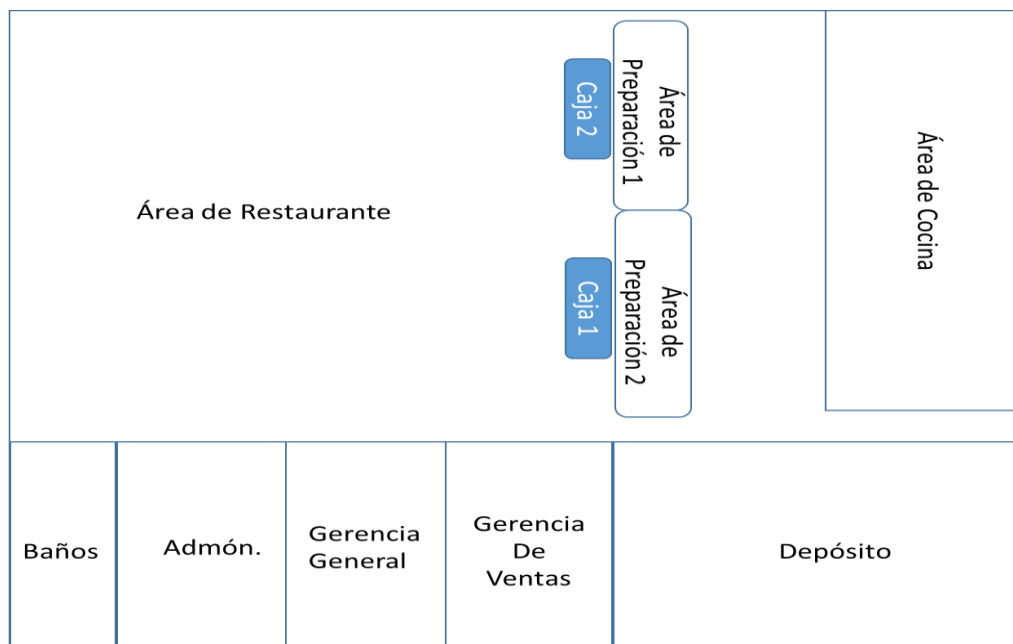 Área de
Preparación 1
Caja 2
Área de Cocina
Área de Restaurante
Área de
Preparación 2
Caja 1
Baños
Admón.
Gerencia
General
Gerencia
De
Ventas
Depósito